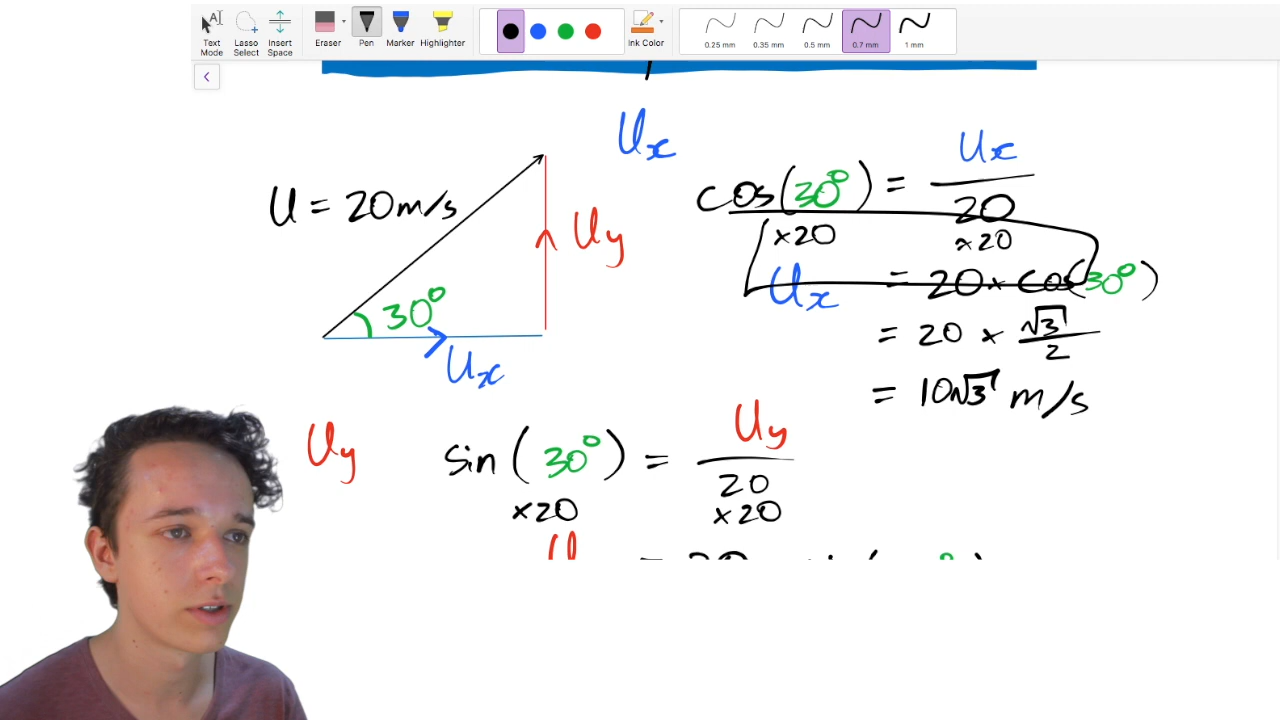 Text Mode
Lasso Select
Insert Space
Eraser
Pen
Marker
Highlighter
Ink Color
0.25 mm
0.35 mm
0.5 mm
0.7 mm
1 mm
Ux
U = 20m/s
Uy
30°
Ux
cos(30°) = Ux/20
×20 ×20
Ux = 20× cos(30°)
= 20 × √3/2
= 10√3 m/s
Uy
sin(30°) = Uy/20
×20 ×20